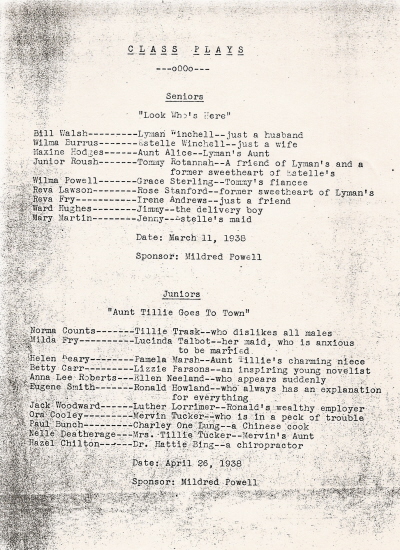 CLASS PLAYS
---oOOo---
Seniors
"Look Who's Here"
Bill Walsh---------Lyman Winchell--just a husband
Wilma Burrus-------Estelle Winchell--just a wife
Maxine Hodges------Aunt Alice--Lyman's Aunt
Junior Roush-------Tommy Rotannah--A friend of Lyman's and a
former sweetheart of Estelle's
Wilma Powell-------Grace Sterling--Tommy's fiancee
Reva Lawson--------Rose Stanford--former sweetheart of Lyman's
Reva Fry-----------Irene Andrews--just a friend
Ward Hughes--------Jimmy--the delivery boy
Mary Martin--------Jenny--Estelle's maid
Date: March 11, 1938
Sponsor: Mildred Powell
Juniors
"Aunt Tillie Goes To Town"
Norma Counts-------Tillie Trask--who dislikes all males
Milda Fry----------Lucinda Talbot--her maid, who is anxious
to be married
Helen Peary--------Pamela Marsh--Aunt Tillie's charming niece
Betty Carr---------Lizzie Parsons--an inspiring young novelist
Anna Lee Roberts---Ellen Neeland--who appears suddenly
Eugene Smith-------Ronald Howland--who always has an explanation
for everything
Jack Woodward------Luther Lorrimer--Ronald's wealthy employer
Ora Cooley---------Mervin Tucker--who is in a peck of trouble
Paul Bunch---------Charley One Lung--a Chinese cook
Nelle Deatherage---Mrs. Tillie Tucker--Mervin's Aunt
Hazel Chilton------Dr. Hattie Bing--a chiropractor
Date: April 26, 1938
Sponsor: Mildred Powell